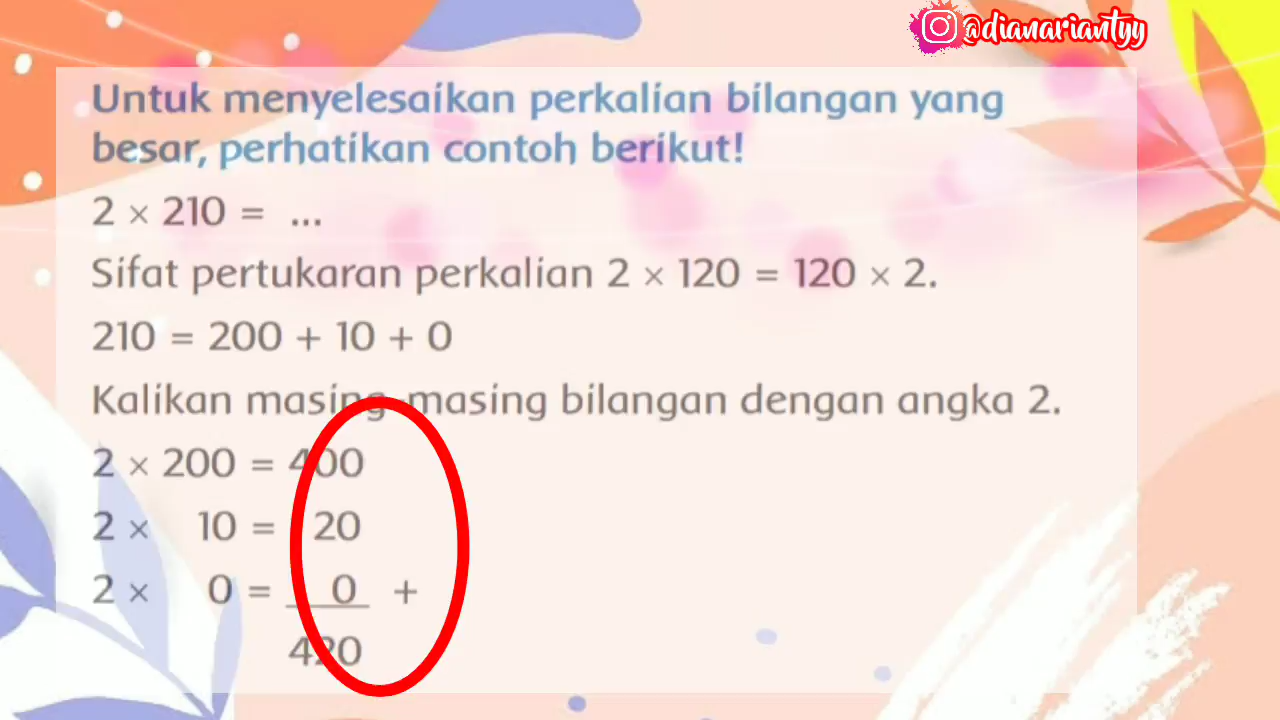 @dianariantyy
Untuk menyelesaikan perkalian bilangan yang
besar, perhatikan contoh berikut!
2 × 210 = ...
Sifat pertukaran perkalian 2 × 120 = 120 × 2.
210 = 200 + 10 + 0
Kalikan masing-masing bilangan dengan angka 2.
2 × 200 = 400
2 × 10 = 20
2 × 0 = 0 +
420